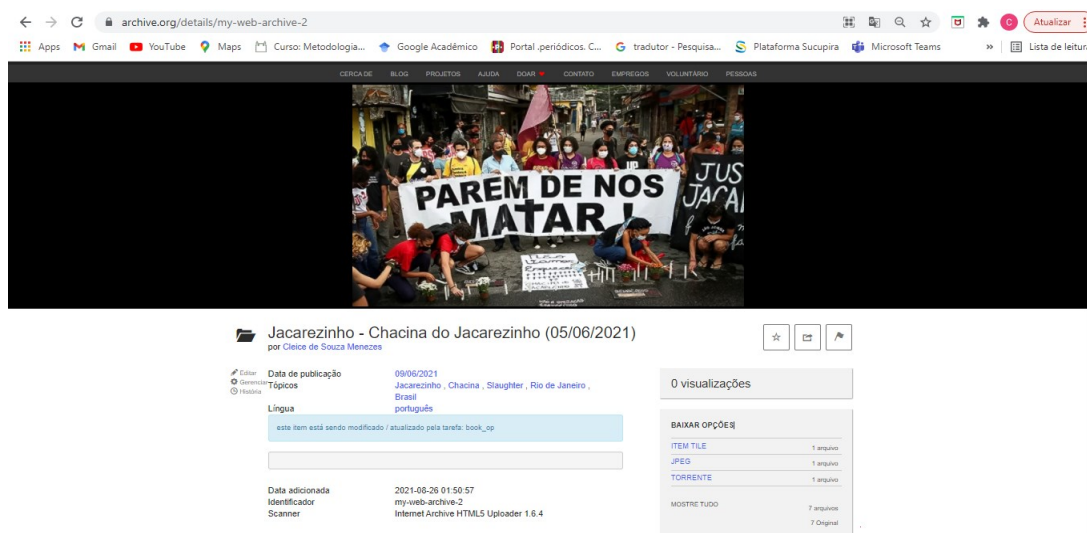 archive.org/details/my-web-archive-2
Atualizar
Apps Gmail YouTube Maps Curso: Metodologia... Google Acadêmico Portal .periódicos. C... tradutor - Pesquisa... Plataforma Sucupira Microsoft Teams » Lista de leitura
CERCA DE BLOG PROJETOS AJUDA DOAR CONTATO EMPREGOS VOLUNTÁRIO PESSOAS
PAREM DE NOS
MATAR!
JUS
JACA
UP
Jacarezinho - Chacina do Jacarezinho (05/06/2021)
por Cleice de Souza Menezes
Editar
Gerenciar
História
Data de publicação 09/06/2021
Tópicos Jacarezinho , Chacina , Slaughter , Rio de Janeiro ,
Brasil
Língua português
este item está sendo modificado / atualizado pela tarefa: book_op
Data adicionada 2021-08-26 01:50:57
Identificador my-web-archive-2
Scanner Internet Archive HTML5 Uploader 1.6.4
0 visualizações
BAIXAR OPÇÕES
ITEM TILE 1 arquivo
JPEG 1 arquivo
TORRENTE 1 arquivo
MOSTRE TUDO 7 arquivos
7 Original